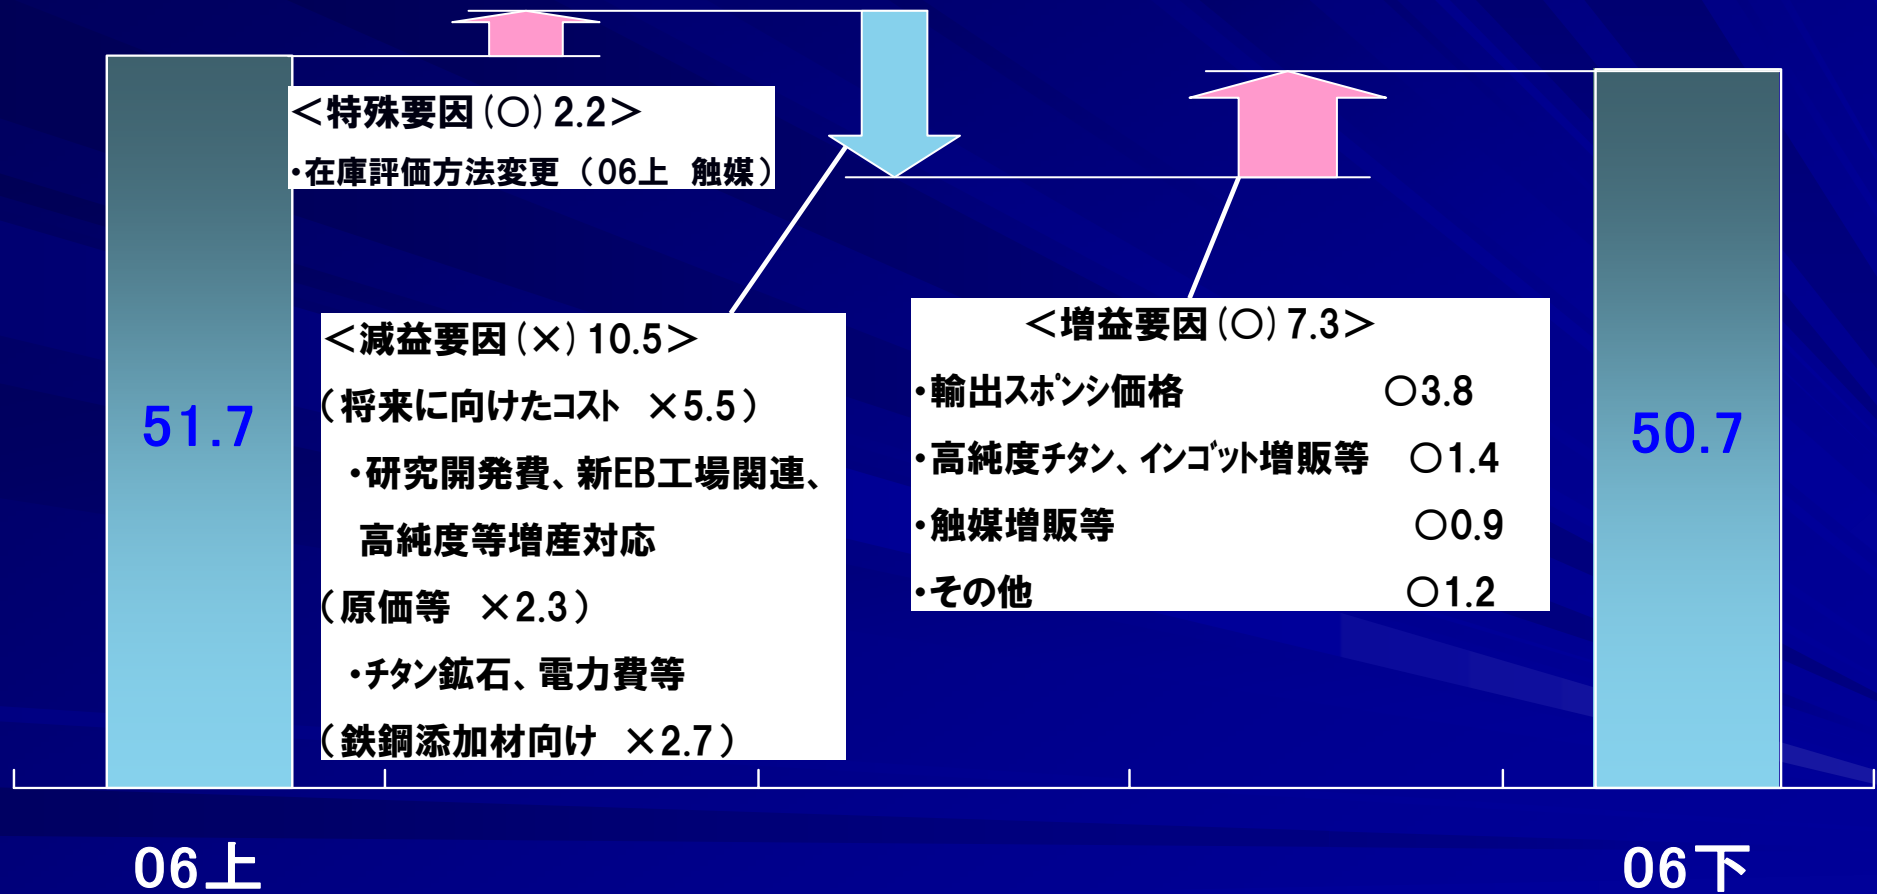 ＜特殊要因(○)2.2＞
・在庫評価方法変更（06上　触媒）
＜減益要因(×)10.5＞
（将来に向けたコスト　×5.5）
・研究開発費、新EB工場関連、
高純度等増産対応
（原価等　×2.3）
・チタン鉱石、電力費等
（鉄鋼添加材向け　×2.7）
＜増益要因(○)7.3＞
・輸出スポンジ価格　○3.8
・高純度チタン、インゴット増販等　○1.4
・触媒増販等　○0.9
・その他　○1.2
51.7
50.7
06上
06下